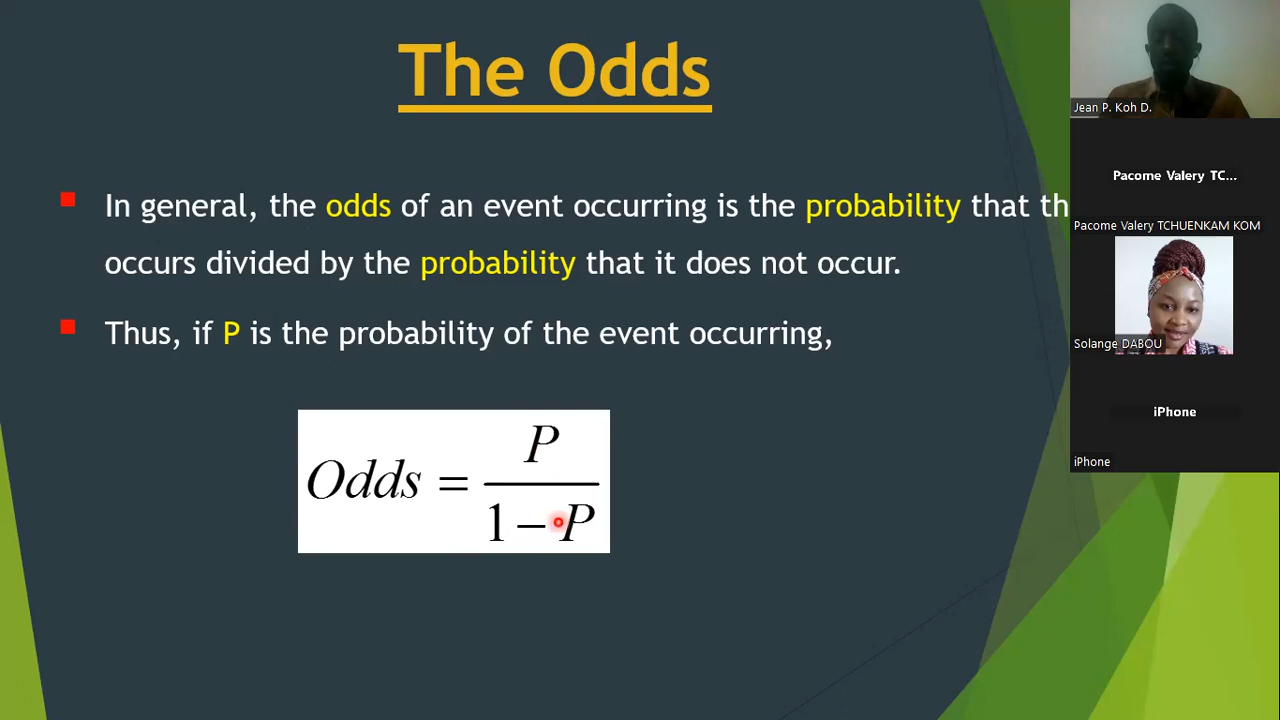 The Odds
In general, the odds of an event occurring is the probability that th
occurs divided by the probability that it does not occur.
Thus, if P is the probability of the event occurring,
Odds = P / 1 − P
Jean P. Koh D.
Pacome Valery TC...
Pacome Valery TCHUENKAM KOM
Solange DABOU
iPhone
iPhone